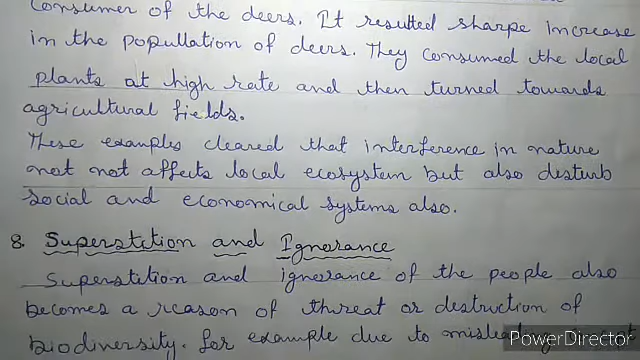 consumer of the deers. It resulted sharpe increase
in the popullation of deers. They consumed the local
plants at high rate and then turned towards
agricultural fields.
These examples cleared that interference in nature
not not affects local ecosystem but also disturb
social and economical systems also.
8. Superstition and Ignorance
Superstition and ignorance of the people also
becomes a reason of threat or destruction of
biodiversity. For example due to
PowerDirector